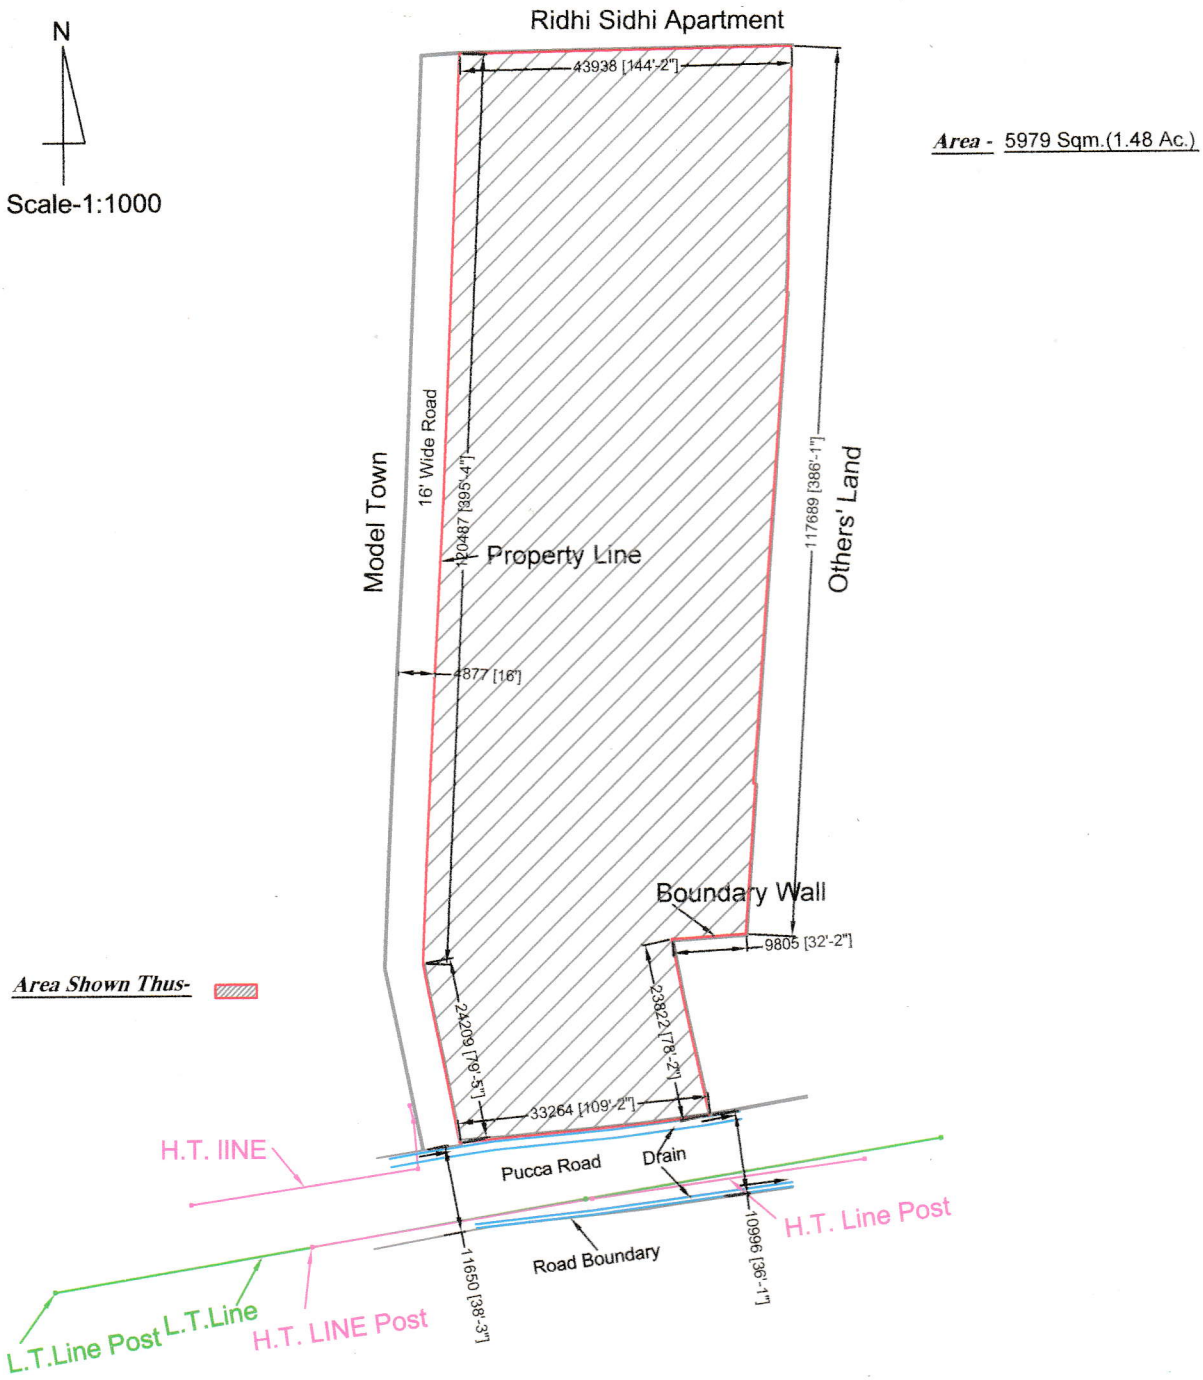 Ridhi Sidhi Apartment
N
43938 [144'-2"]
Area - 5979 Sqm.(1.48 Ac.)
Scale-1:1000
16' Wide Road
120487 [395'-4"]
117689 [386'-1"]
Model Town
Others' Land
Property Line
4877 [16']
Boundary Wall
9805 [32'-2"]
Area Shown Thus-
24209 [79'-5"]
23822 [78'-2"]
33264 [109'-2"]
H.T. lINE
Pucca Road
Drain
H.T. Line Post
Road Boundary
10996 [36'-1"]
11650 [38'-3"]
L.T.Line Post
L.T.Line
H.T. LINE Post